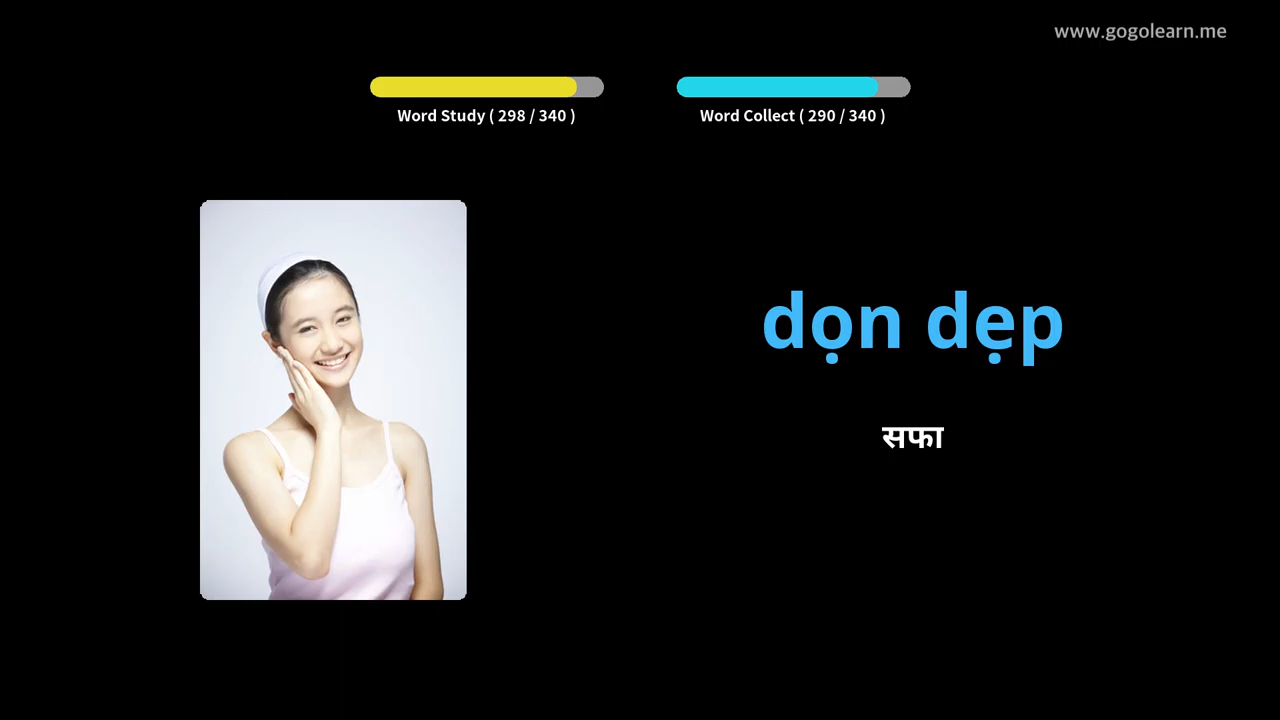 www.gogolearn.me
Word Study ( 298 / 340 )
Word Collect ( 290 / 340 )
dọn dẹp
सफा